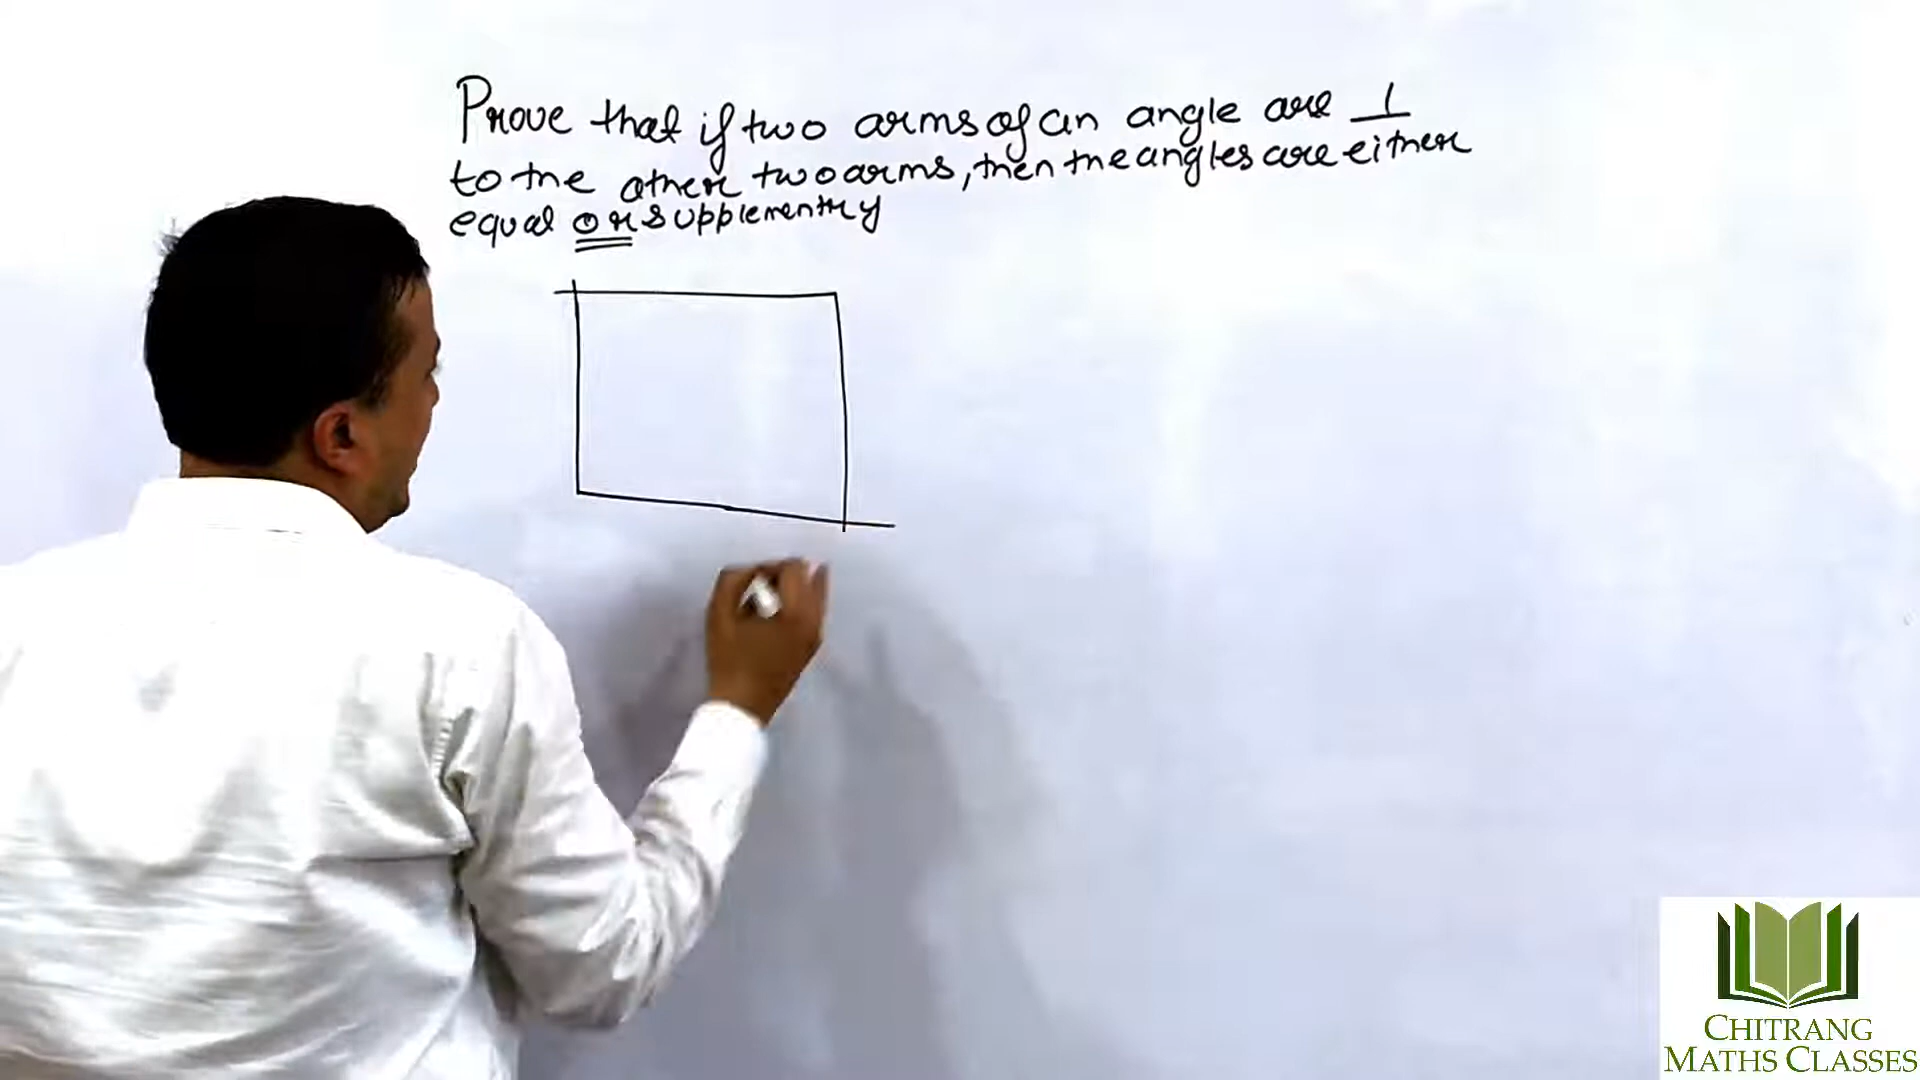 Prove that if two arms of an angle are ⊥
to the other two arms, then the angles are either
equal or supplementry
CHITRANG
MATHS CLASSES